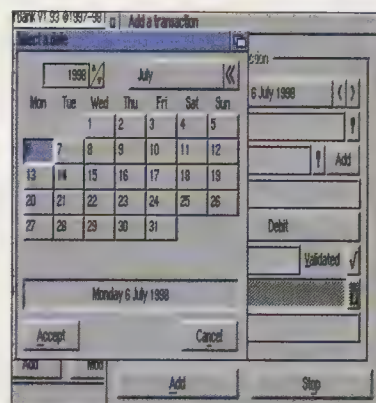 V1.93 @1997-98 Add a transaction
Select a date
1998 July
6 July 1998
Mon Tue Wed Thu Fri Sat Sun
1 2 3 4 5
7 8 9 10 11 12
Add
13 14 15 16 17 18 19
20 21 22 23 24 25 26
27 28 29 30 31
Debit
Validated
Monday 6 July 1998
Accept Cancel
Add Mod
Add Stop